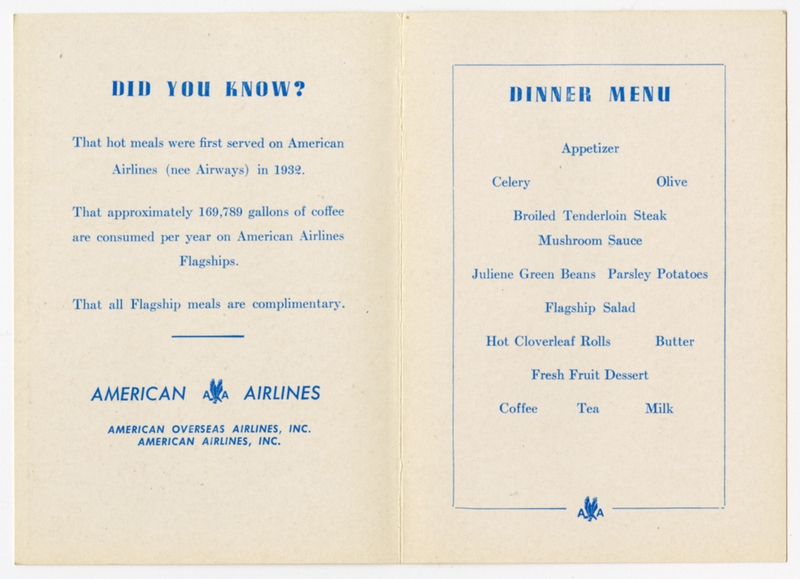 DID YOU KNOW?
That hot meals were first served on American
Airlines (nee Airways) in 1932.
That approximately 169,789 gallons of coffee
are consumed per year on American Airlines
Flagships.
That all Flagship meals are complimentary.
AMERICAN AA AIRLINES
AMERICAN OVERSEAS AIRLINES, INC.
AMERICAN AIRLINES, INC.
DINNER MENU
Appetizer
Celery Olive
Broiled Tenderloin Steak
Mushroom Sauce
Juliene Green Beans Parsley Potatoes
Flagship Salad
Hot Cloverleaf Rolls Butter
Fresh Fruit Dessert
Coffee Tea Milk
AA